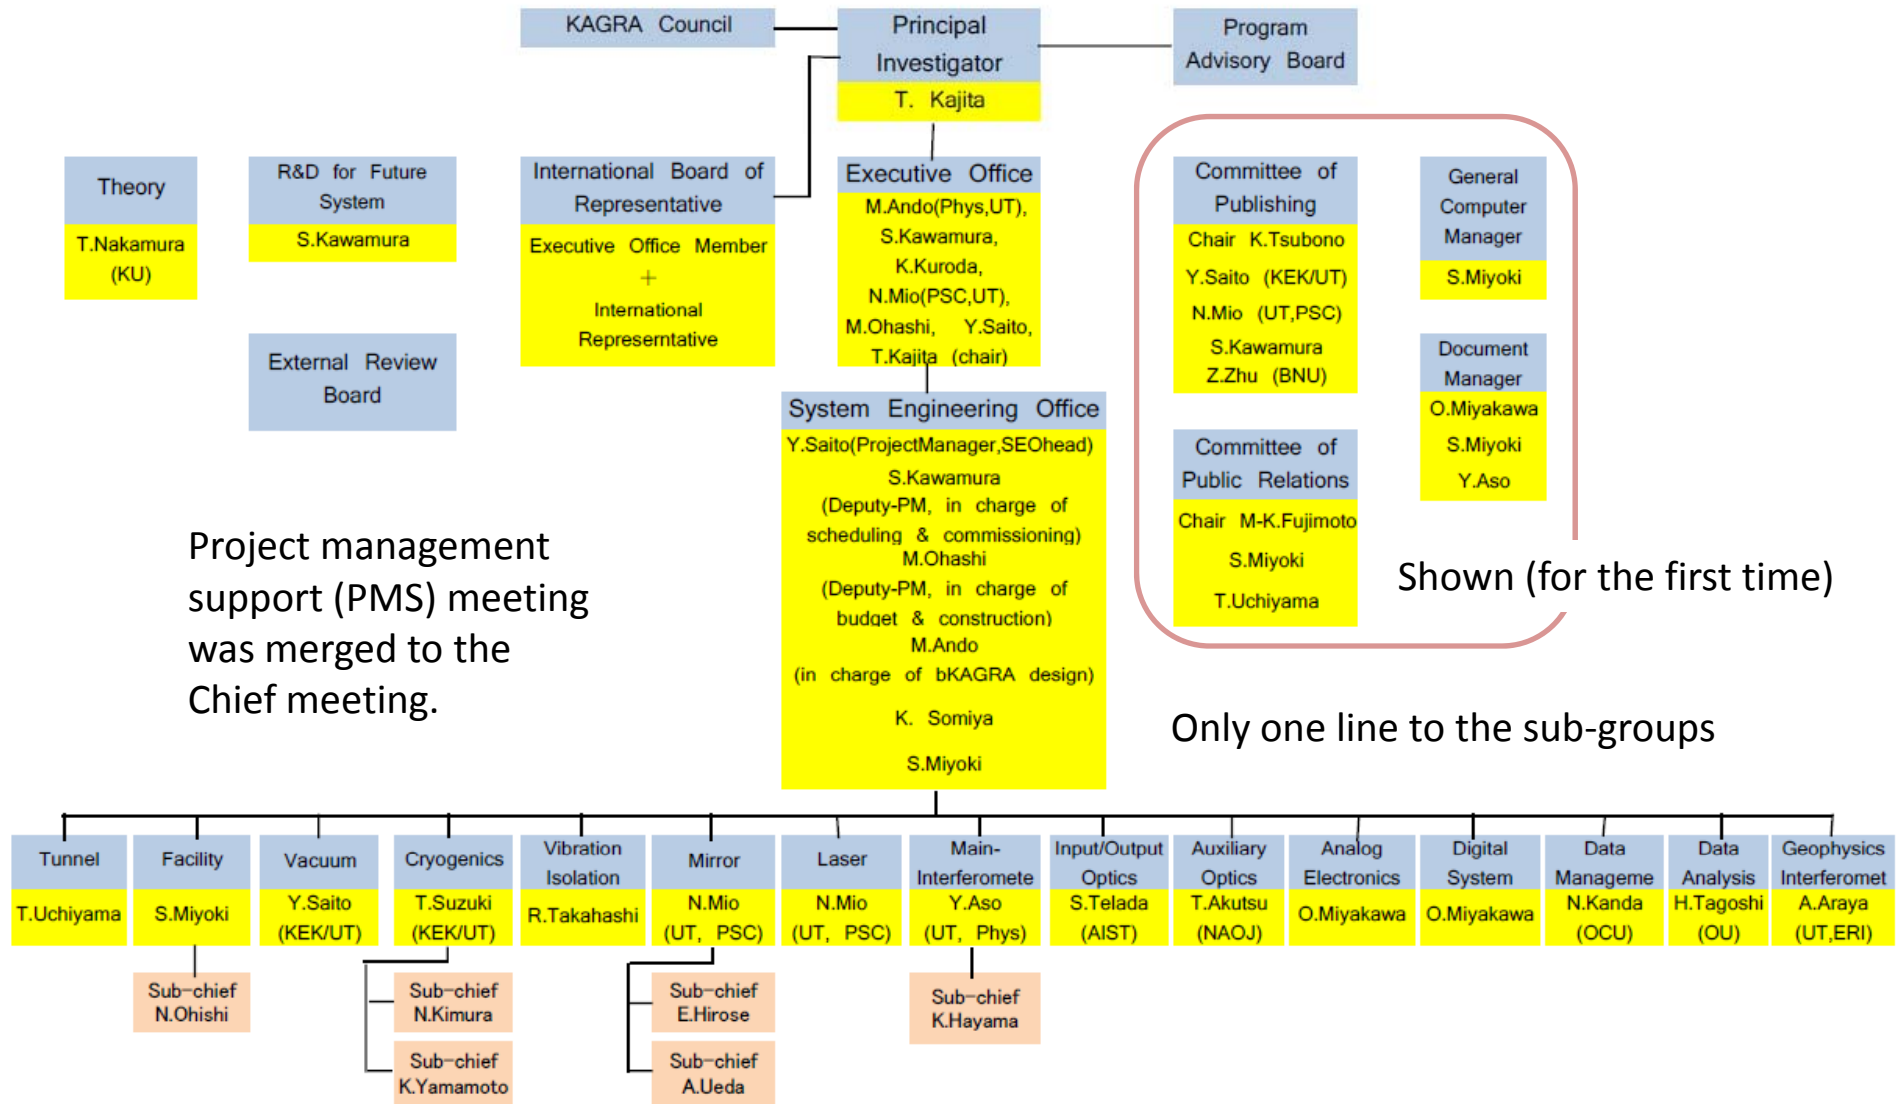 KAGRA Council
Principal
Investigator
T. Kajita
Program
Advisory Board
Theory
T.Nakamura
(KU)
R&D for Future
System
S.Kawamura
External Review
Board
International Board of
Representative
Executive Office Member
+
International
Represerntative
Executive Office
M.Ando(Phys,UT),
S.Kawamura,
K.Kuroda,
N.Mio(PSC,UT),
M.Ohashi, Y.Saito,
T.Kajita (chair)
Committee of
Publishing
Chair K.Tsubono
Y.Saito (KEK/UT)
N.Mio (UT,PSC)
S.Kawamura
Z.Zhu (BNU)
General
Computer
Manager
S.Miyoki
Document
Manager
O.Miyakawa
S.Miyoki
Y.Aso
Committee of
Public Relations
Chair M-K.Fujimoto
S.Miyoki
T.Uchiyama
Shown (for the first time)
System Engineering Office
Y.Saito(ProjectManager,SEOhead)
S.Kawamura
(Deputy-PM, in charge of
scheduling & commissioning)
M.Ohashi
(Deputy-PM, in charge of
budget & construction)
M.Ando
(in charge of bKAGRA design)
K. Somiya
S.Miyoki
Project management
support (PMS) meeting
was merged to the
Chief meeting.
Only one line to the sub-groups
Tunnel
T.Uchiyama
Facility
S.Miyoki
Sub-chief
N.Ohishi
Vacuum
Y.Saito
(KEK/UT)
Cryogenics
T.Suzuki
(KEK/UT)
Sub-chief
N.Kimura
Sub-chief
K.Yamamoto
Vibration
Isolation
R.Takahashi
Mirror
N.Mio
(UT, PSC)
Sub-chief
E.Hirose
Sub-chief
A.Ueda
Laser
N.Mio
(UT, PSC)
Main-
Interferomete
Y.Aso
(UT, Phys)
Sub-chief
K.Hayama
Input/Output
Optics
S.Telada
(AIST)
Auxiliary
Optics
T.Akutsu
(NAOJ)
Analog
Electronics
O.Miyakawa
Digital
System
O.Miyakawa
Data
Manageme
N.Kanda
(OCU)
Data
Analysis
H.Tagoshi
(OU)
Geophysics
Interferomet
A.Araya
(UT,ERI)